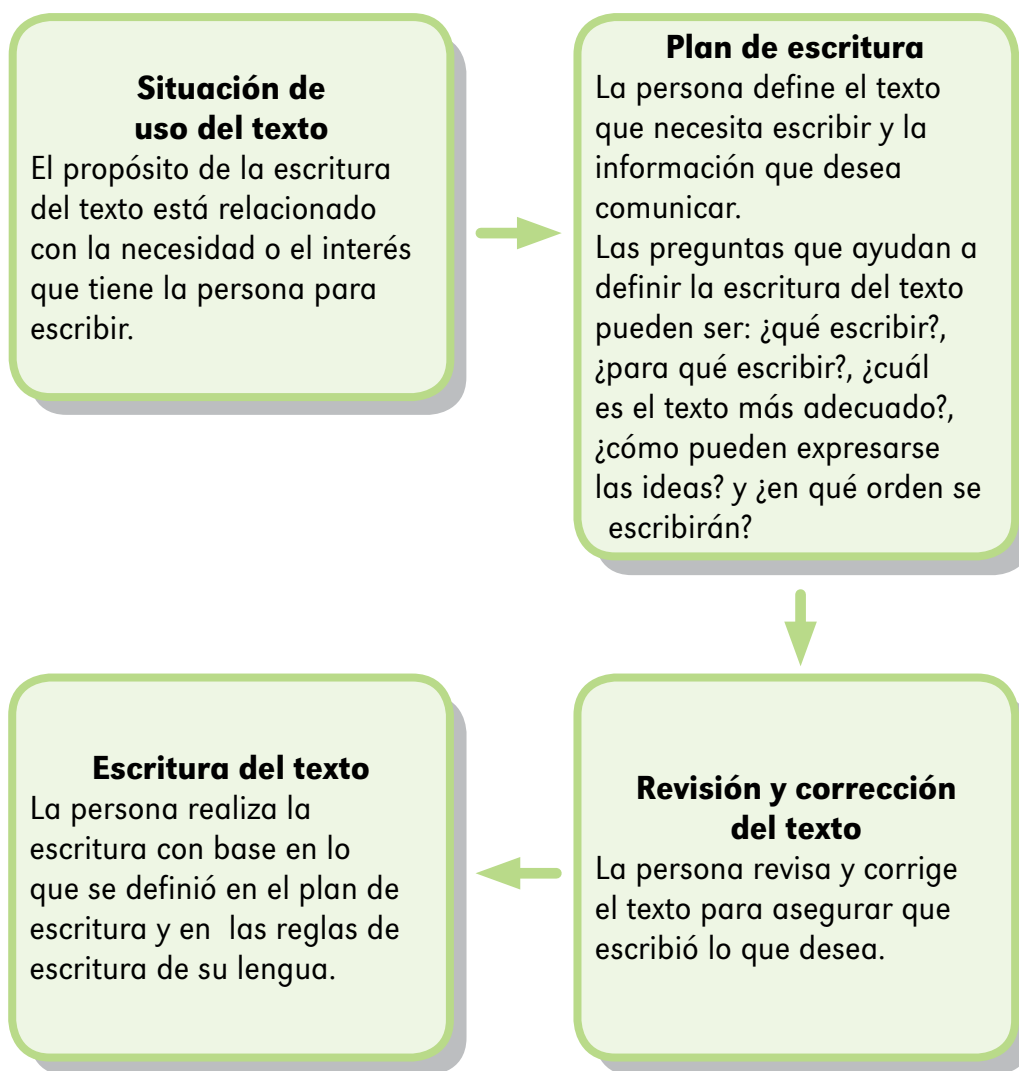 Situación de
uso del texto
El propósito de la escritura
del texto está relacionado
con la necesidad o el interés
que tiene la persona para
escribir.
Plan de escritura
La persona define el texto
que necesita escribir y la
información que desea
comunicar.
Las preguntas que ayudan a
definir la escritura del texto
pueden ser: ¿qué escribir?,
¿para qué escribir?, ¿cuál
es el texto más adecuado?,
¿cómo pueden expresarse
las ideas? y ¿en qué orden se
escribirán?
Revisión y corrección
del texto
La persona revisa y corrige
el texto para asegurar que
escribió lo que desea.
Escritura del texto
La persona realiza la
escritura con base en lo
que se definió en el plan de
escritura y en las reglas de
escritura de su lengua.